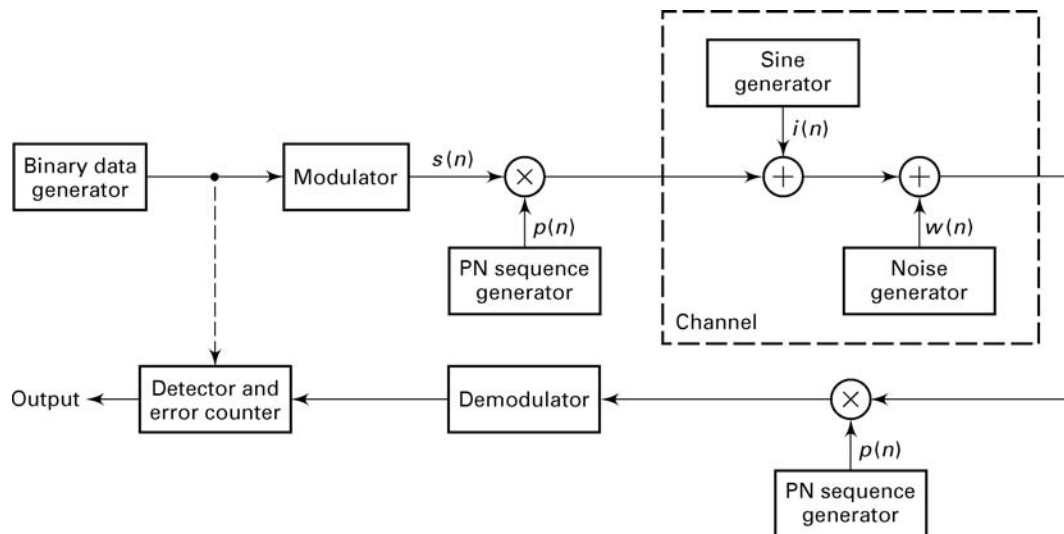 Sine
generator
i(n)
Binary data
generator
Modulator
s(n)
×
+
+
p(n)
w(n)
PN sequence
generator
Noise
generator
Channel
Output
Detector and
error counter
Demodulator
×
p(n)
PN sequence
generator